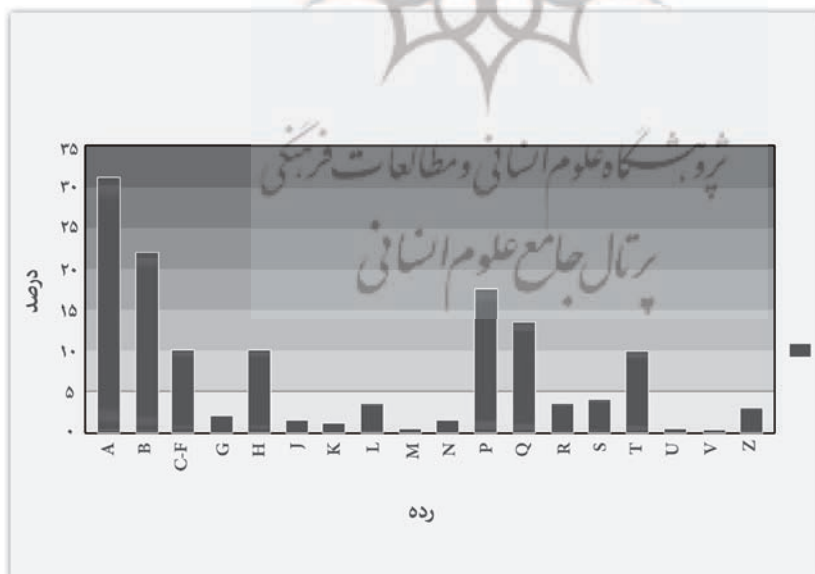 پژوهشگاه علوم انسانی و مطالعات فرهنگی
پرتال جامع علوم انسانی
درصد
۳۵
۳۰
۲۵
۲۰
۱۵
۱۰
۵
۰
A B C-F G H J K L M N P Q R S T U V Z
رده